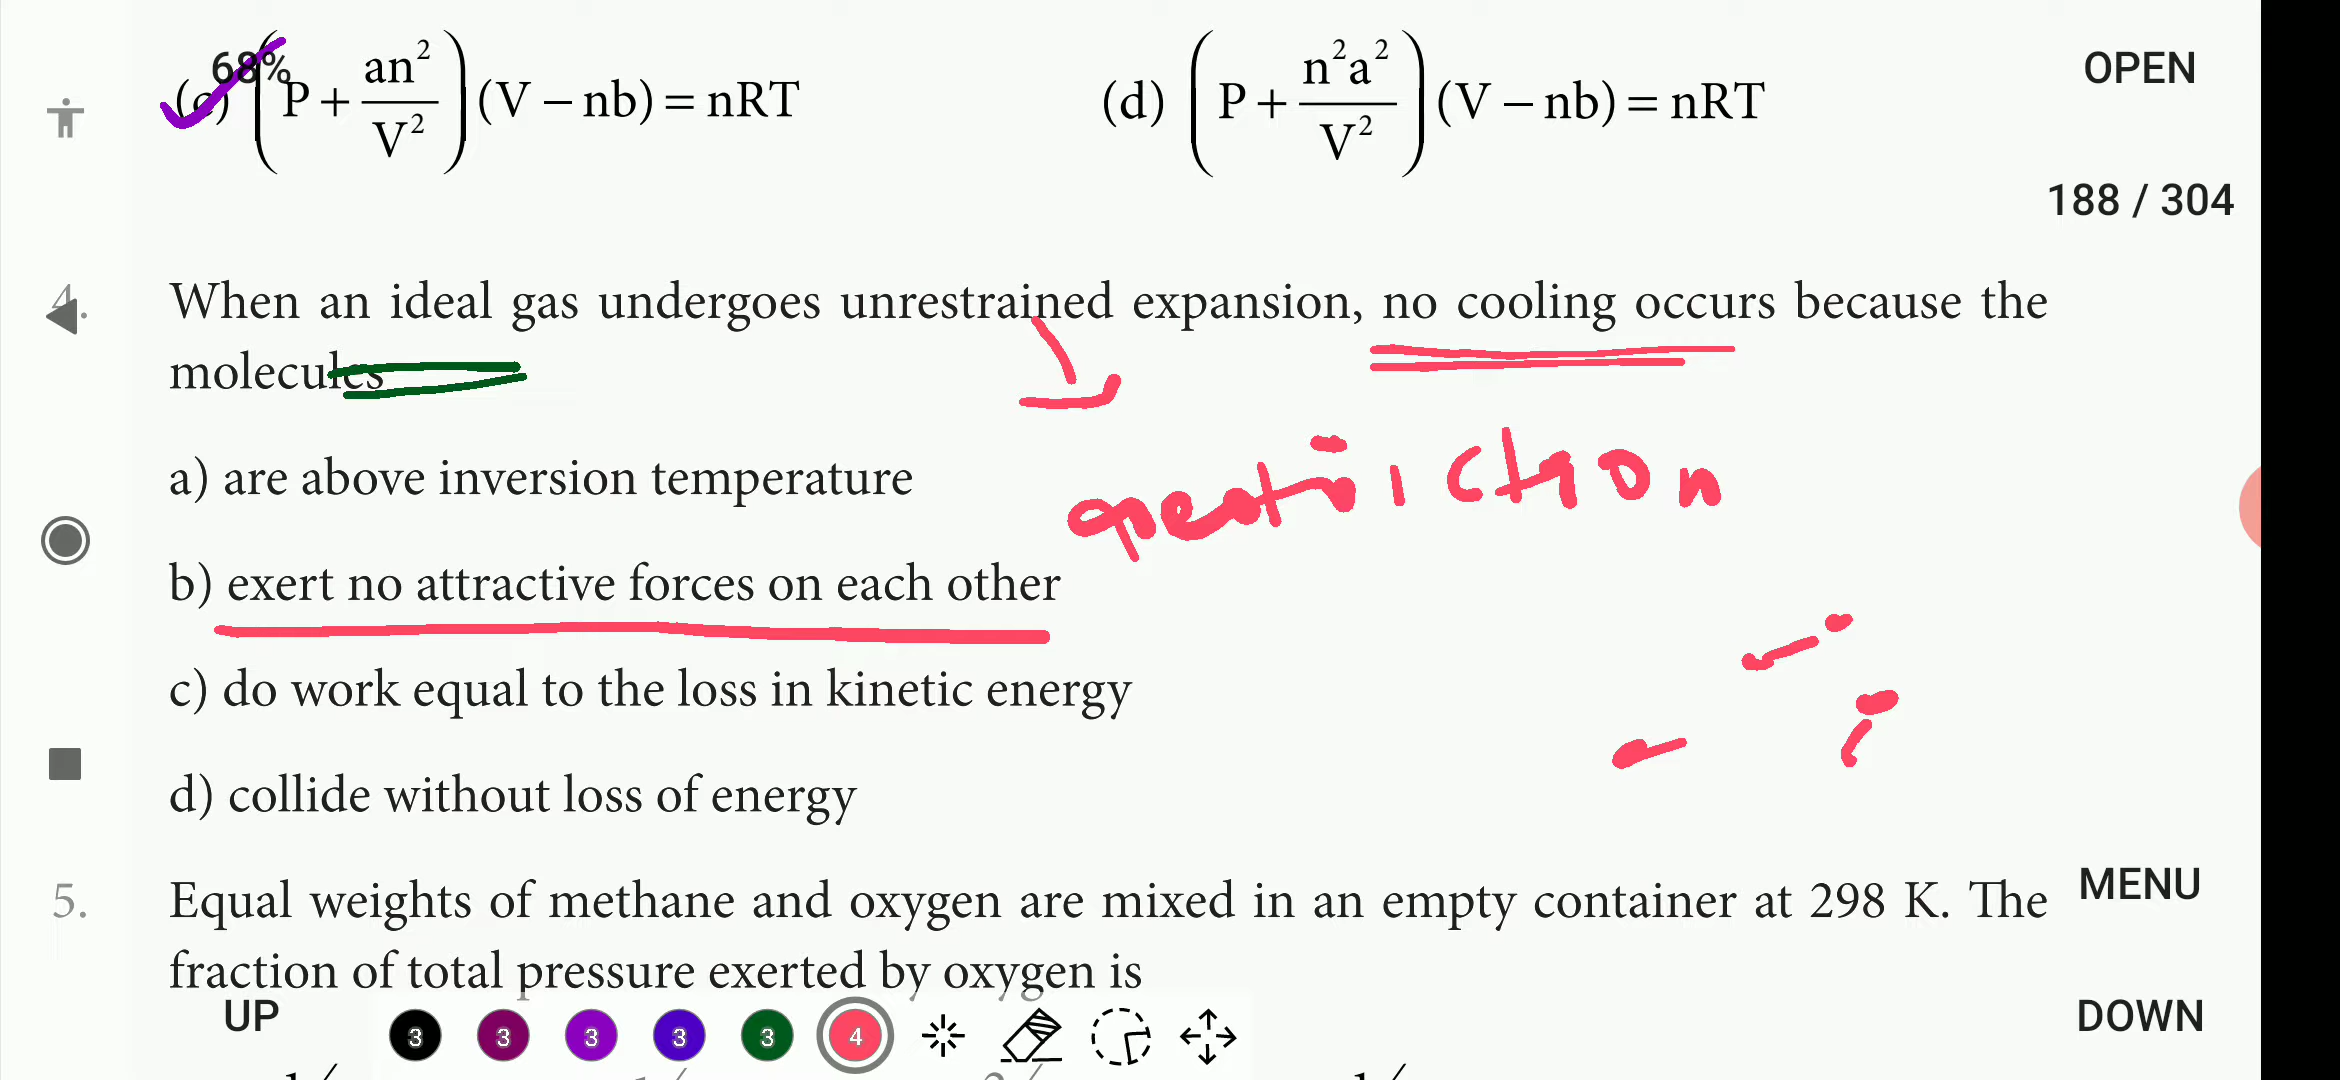 68%
(c) (P + an²/V²) (V − nb) = nRT (d) (P + n²a²/V²) (V − nb) = nRT
OPEN
188 / 304
4. When an ideal gas undergoes unrestrained expansion, no cooling occurs because the
molecules
a) are above inversion temperature
b) exert no attractive forces on each other
c) do work equal to the loss in kinetic energy
d) collide without loss of energy
5. Equal weights of methane and oxygen are mixed in an empty container at 298 K. The
MENU
fraction of total pressure exerted by oxygen is
UP
3 3 3 3 3 4
DOWN